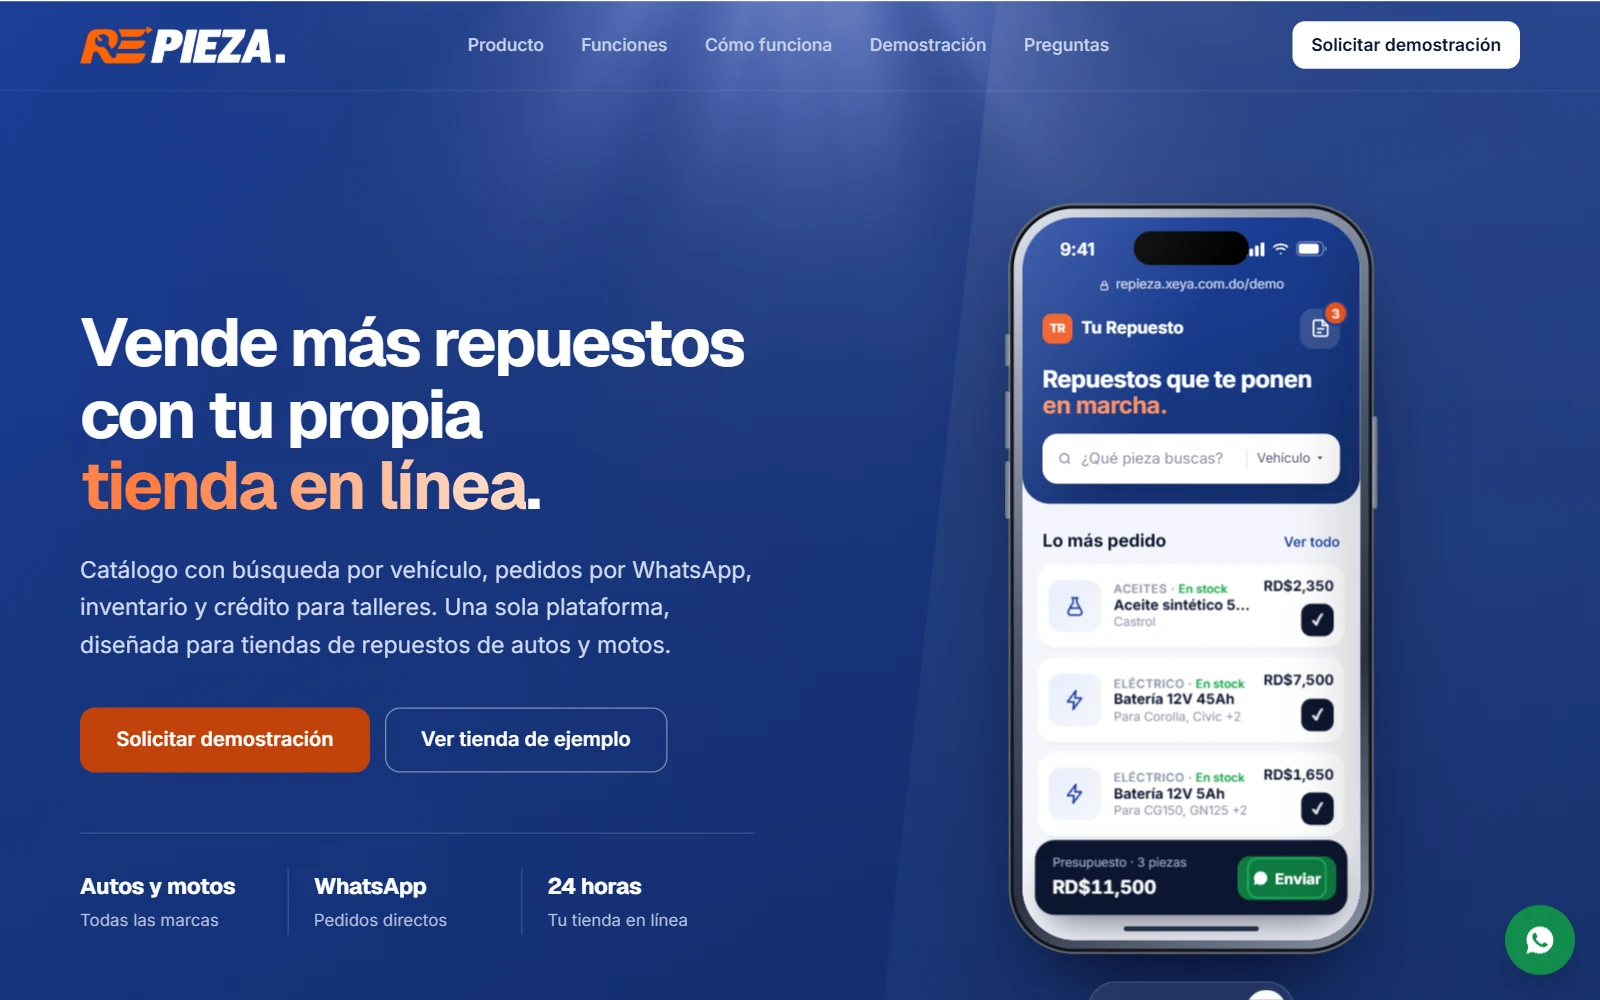 REPIEZA.
Producto
Funciones
Cómo funciona
Demostración
Preguntas
Solicitar demostración
Vende más repuestos
con tu propia
tienda en línea.
Catálogo con búsqueda por vehículo, pedidos por WhatsApp,
inventario y crédito para talleres. Una sola plataforma,
diseñada para tiendas de repuestos de autos y motos.
Solicitar demostración
Ver tienda de ejemplo
Autos y motos
Todas las marcas
WhatsApp
Pedidos directos
24 horas
Tu tienda en línea
9:41
repieza.xeya.com.do/demo
TR
Tu Repuesto
3
Repuestos que te ponen
en marcha.
¿Qué pieza buscas?
Vehículo
Lo más pedido
Ver todo
ACEITES · En stock
RD$2,350
Aceite sintético 5...
Castrol
ELÉCTRICO · En stock
RD$7,500
Batería 12V 45Ah
Para Corolla, Civic +2
ELÉCTRICO · En stock
RD$1,650
Batería 12V 5Ah
Para CG150, GN125 +2
Presupuesto · 3 piezas
RD$11,500
Enviar